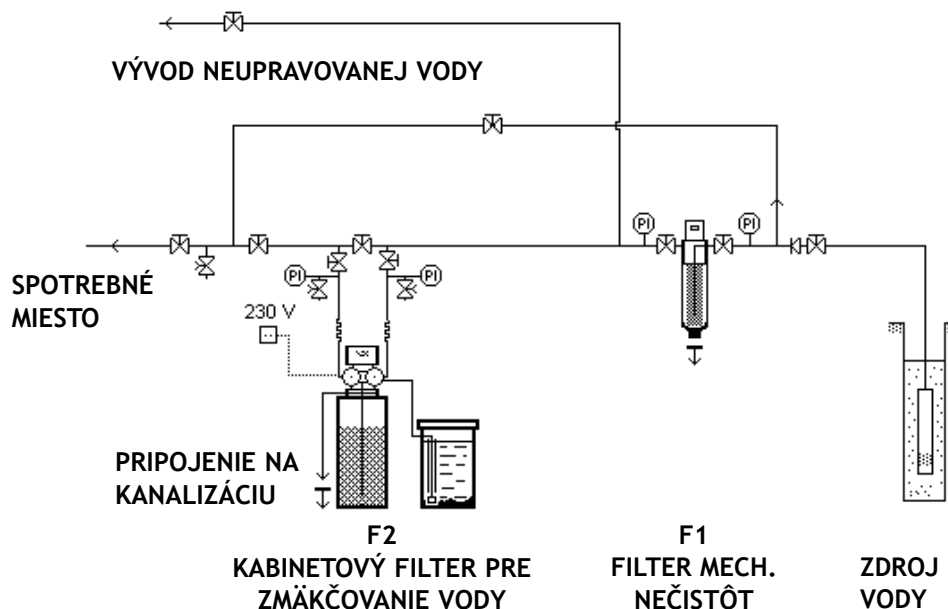 VÝVOD NEUPRAVOVANEJ VODY
PI
PI
SPOTREBNÉ
MIESTO
PI
PI
230 V
PRIPOJENIE NA
KANALIZÁCIU
F2
KABINETOVÝ FILTER PRE
ZMÄKČOVANIE VODY
F1
FILTER MECH.
NEČISTÔT
ZDROJ
VODY